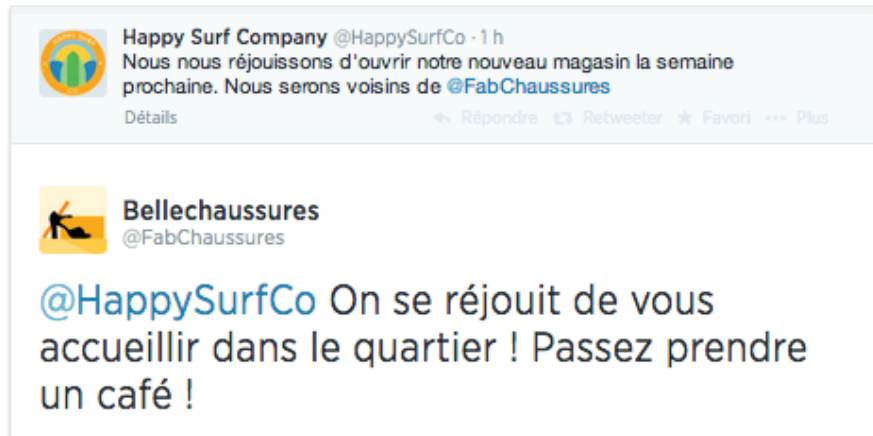 Happy Surf Company @HappySurfCo · 1 h
Nous nous réjouissons d'ouvrir notre nouveau magasin la semaine
prochaine. Nous serons voisins de @FabChaussures
Détails Répondre Retweeter Favori Plus
Bellechaussures
@FabChaussures
@HappySurfCo On se réjouit de vous
accueillir dans le quartier ! Passez prendre
un café !